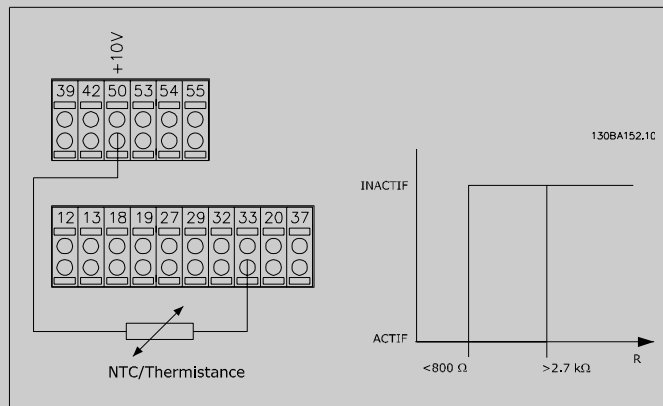 +10V
39 42 50 53 54 55
130BA152.10
INACTIF
12 13 18 19 27 29 32 33 20 37
ACTIF
<800 Ω >2.7 kΩ R
NTC/Thermistance